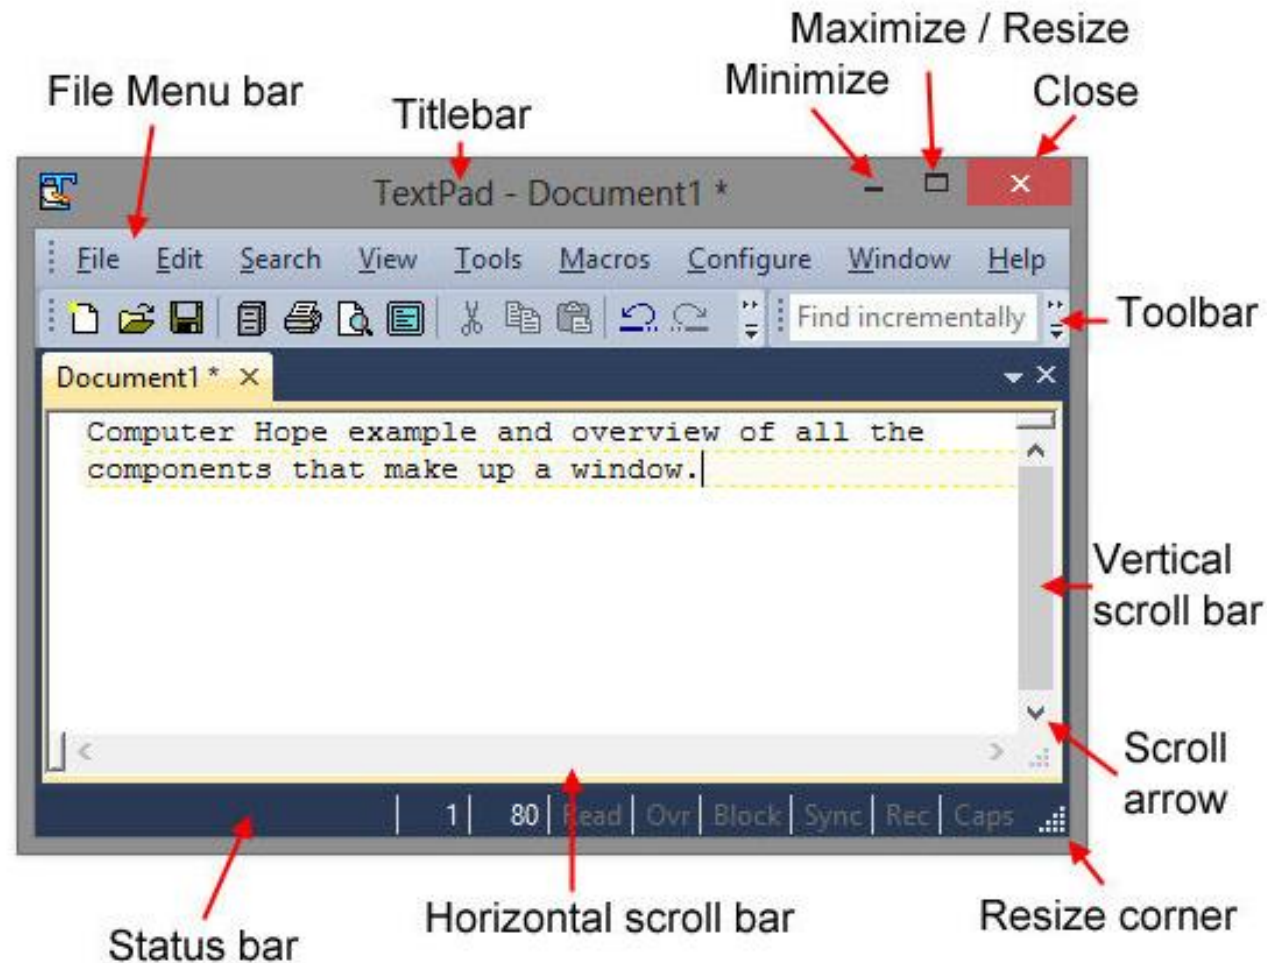 Maximize / Resize
File Menu bar
Titlebar
Minimize
Close
TextPad - Document1 *
File Edit Search View Tools Macros Configure Window Help
Find incrementally
Toolbar
Document1 *
Computer Hope example and overview of all the
components that make up a window.
Vertical
scroll bar
Scroll
arrow
1 80 Read Ovr Block Sync Rec Caps
Status bar
Horizontal scroll bar
Resize corner